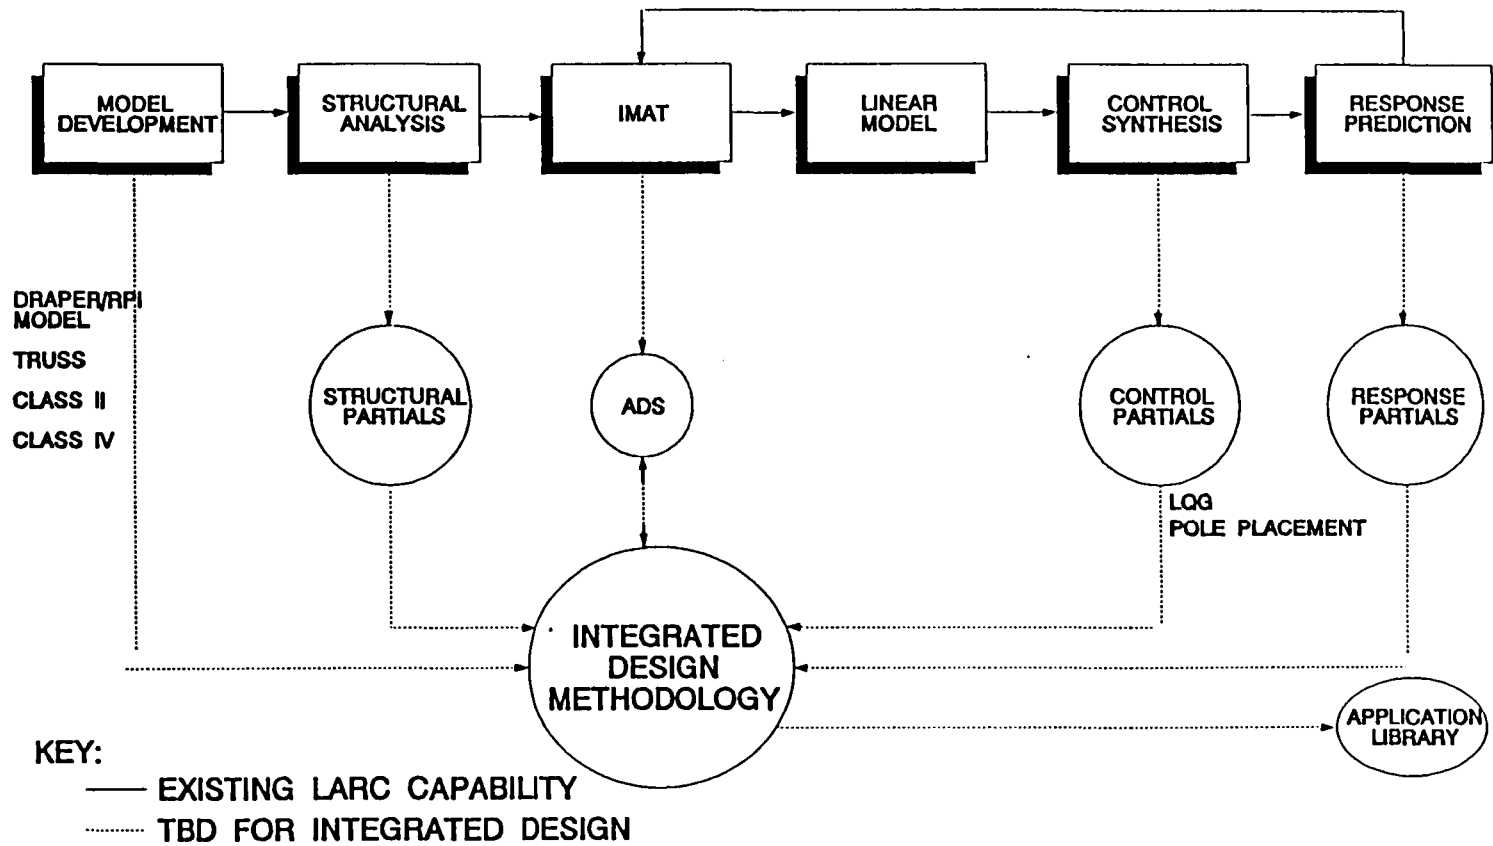 MODEL
DEVELOPMENT
STRUCTURAL
ANALYSIS
IMAT
LINEAR
MODEL
CONTROL
SYNTHESIS
RESPONSE
PREDICTION
DRAPER/RPI
MODEL
TRUSS
CLASS II
CLASS IV
STRUCTURAL
PARTIALS
ADS
CONTROL
PARTIALS
RESPONSE
PARTIALS
LQG
POLE PLACEMENT
INTEGRATED
DESIGN
METHODOLOGY
APPLICATION
LIBRARY
KEY:
EXISTING LARC CAPABILITY
TBD FOR INTEGRATED DESIGN